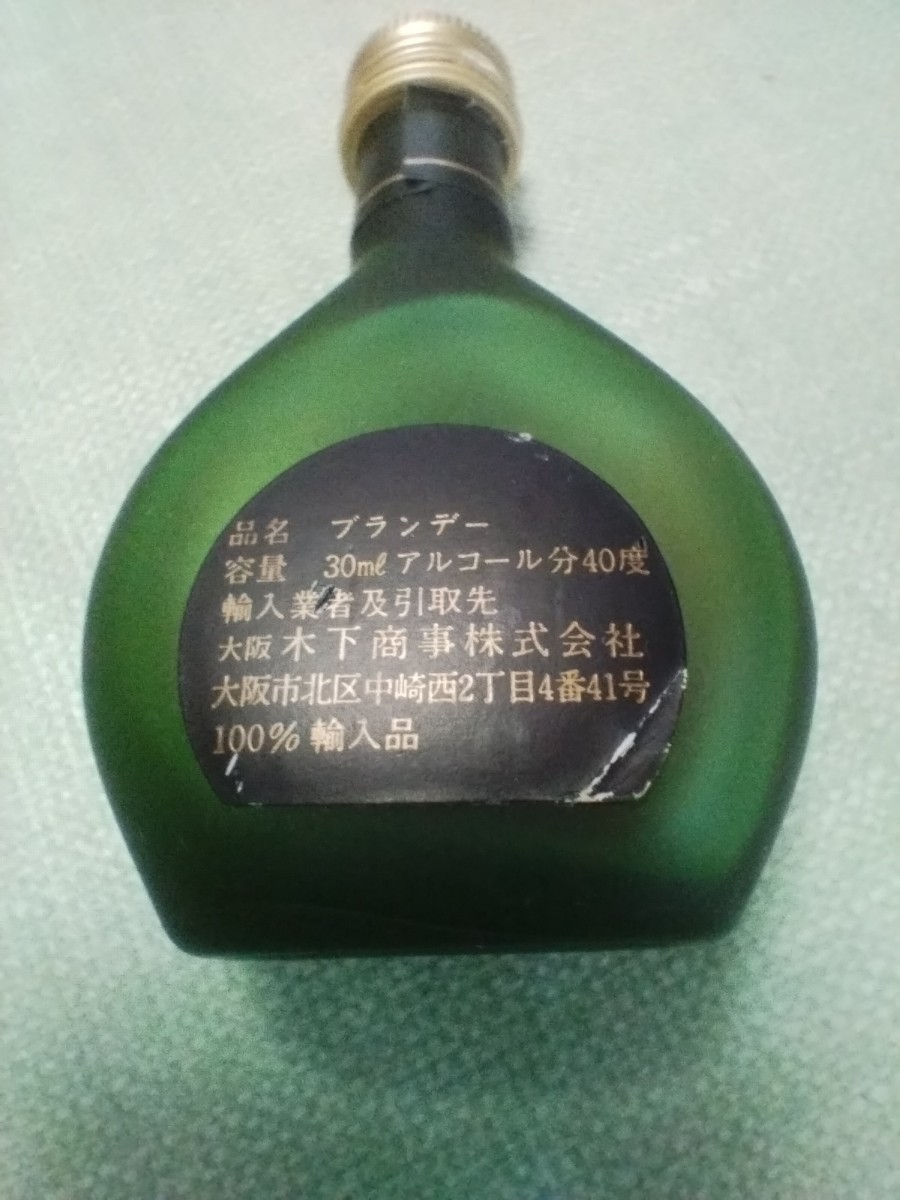 品名 ブランデー
容量 30ml アルコール分40度
輸入業者及引取先
大阪 木下商事株式会社
大阪市北区中崎西2丁目4番41号
100% 輸入品